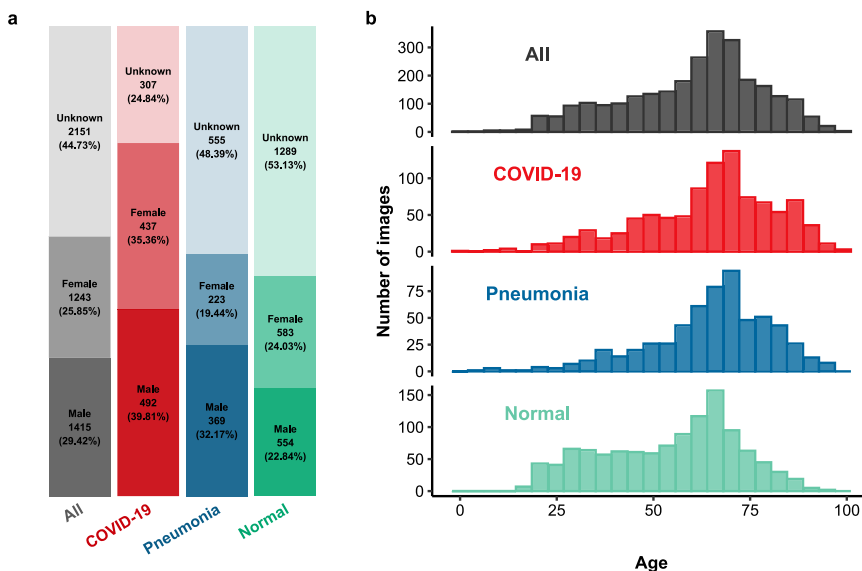 a
Unknown
2151
(44.73%)
Female
1243
(25.85%)
Male
1415
(29.42%)
All
Unknown
307
(24.84%)
Female
437
(35.36%)
Male
492
(39.81%)
COVID-19
Unknown
555
(48.39%)
Female
223
(19.44%)
Male
369
(32.17%)
Pneumonia
Unknown
1289
(53.13%)
Female
583
(24.03%)
Male
554
(22.84%)
Normal
b
Number of images
All
300
200
100
0
COVID-19
100
50
0
Pneumonia
75
50
25
0
Normal
150
100
50
0
0
25
50
75
100
Age